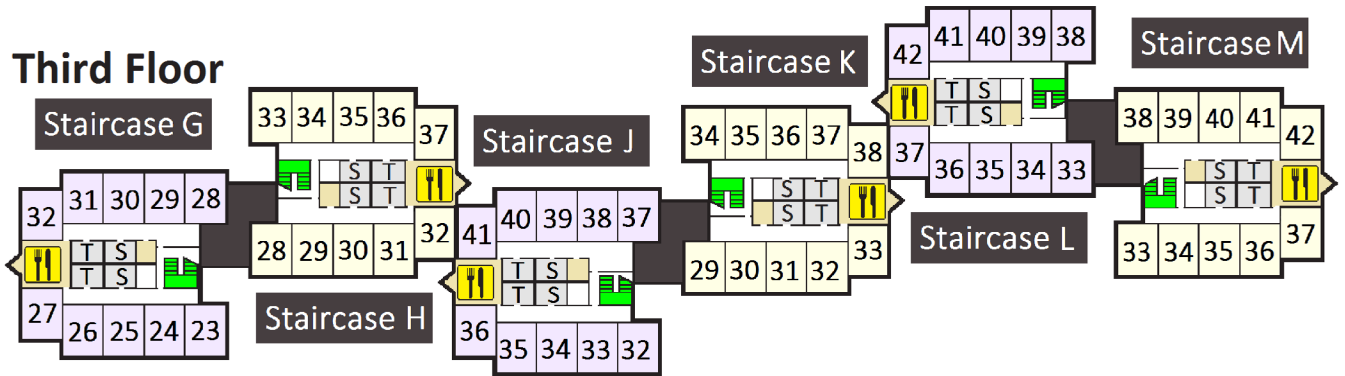 Third Floor
Staircase G
32 31 30 29 28
T S
T S
27 26 25 24 23
33 34 35 36 37
S T
S T
28 29 30 31 32
Staircase H
Staircase J
41 40 39 38 37
T S
T S
36 35 34 33 32
Staircase K
34 35 36 37 38
S T
S T
29 30 31 32 33
42 41 40 39 38
T S
T S
37 36 35 34 33
Staircase L
Staircase M
38 39 40 41 42
S T
S T
33 34 35 36 37